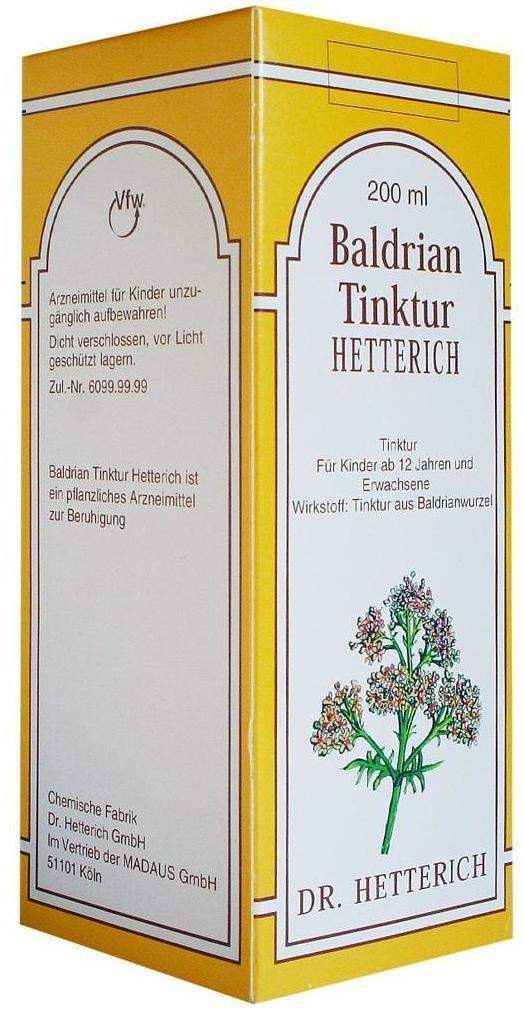 Vfw
Arzneimittel für Kinder unzu-
gänglich aufbewahren!
Dicht verschlossen, vor Licht
geschützt lagern.
Zul.-Nr. 6099.99.99
Baldrian Tinktur Hetterich ist
ein pflanzliches Arzneimittel
zur Beruhigung
Chemische Fabrik
Dr. Hetterich GmbH
Im Vertrieb der MADAUS GmbH
51101 Köln
200 ml
Baldrian
Tinktur
HETTERICH
Tinktur
Für Kinder ab 12 Jahren und
Erwachsene
Wirkstoff: Tinktur aus Baldrianwurzel
DR. HETTERICH